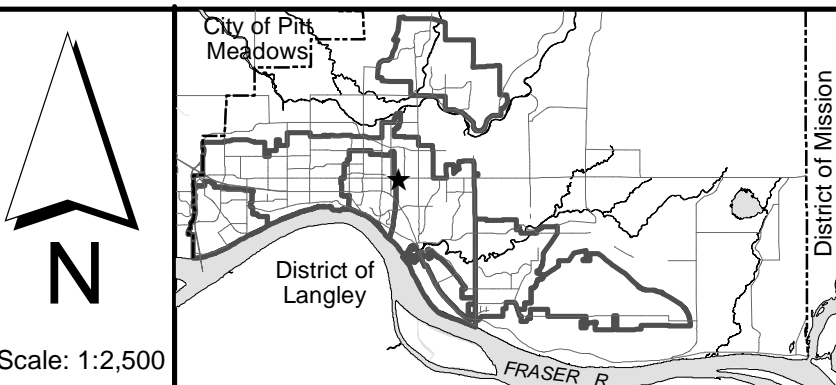 City of Pitt
Meadows
District of Mission
N
District of
Langley
Scale: 1:2,500
FRASER R.